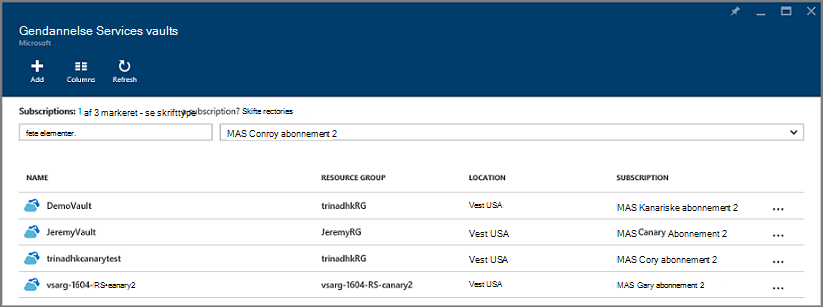 Gendannelse Services vaults
Microsoft
Add Columns Refresh
Subscriptions: 1 af 3 markeret - se skrifttype a subscription? Skifte rectories
fete elementer. MAS Conroy abonnement 2
NAME RESOURCE GROUP LOCATION SUBSCRIPTION
DemoVault trinadhkRG Vest USA MAS Kanariske abonnement 2 ...
JeremyVault JeremyRG Vest USA MAS Canary Abonnement 2 ...
trinadhkcanarytest trinadhkRG Vest USA MAS Cory abonnement 2 ...
vsarg-1604-RS-canary2 vsarg-1604-RS-canary2 Vest USA MAS Gary abonnement 2 ...